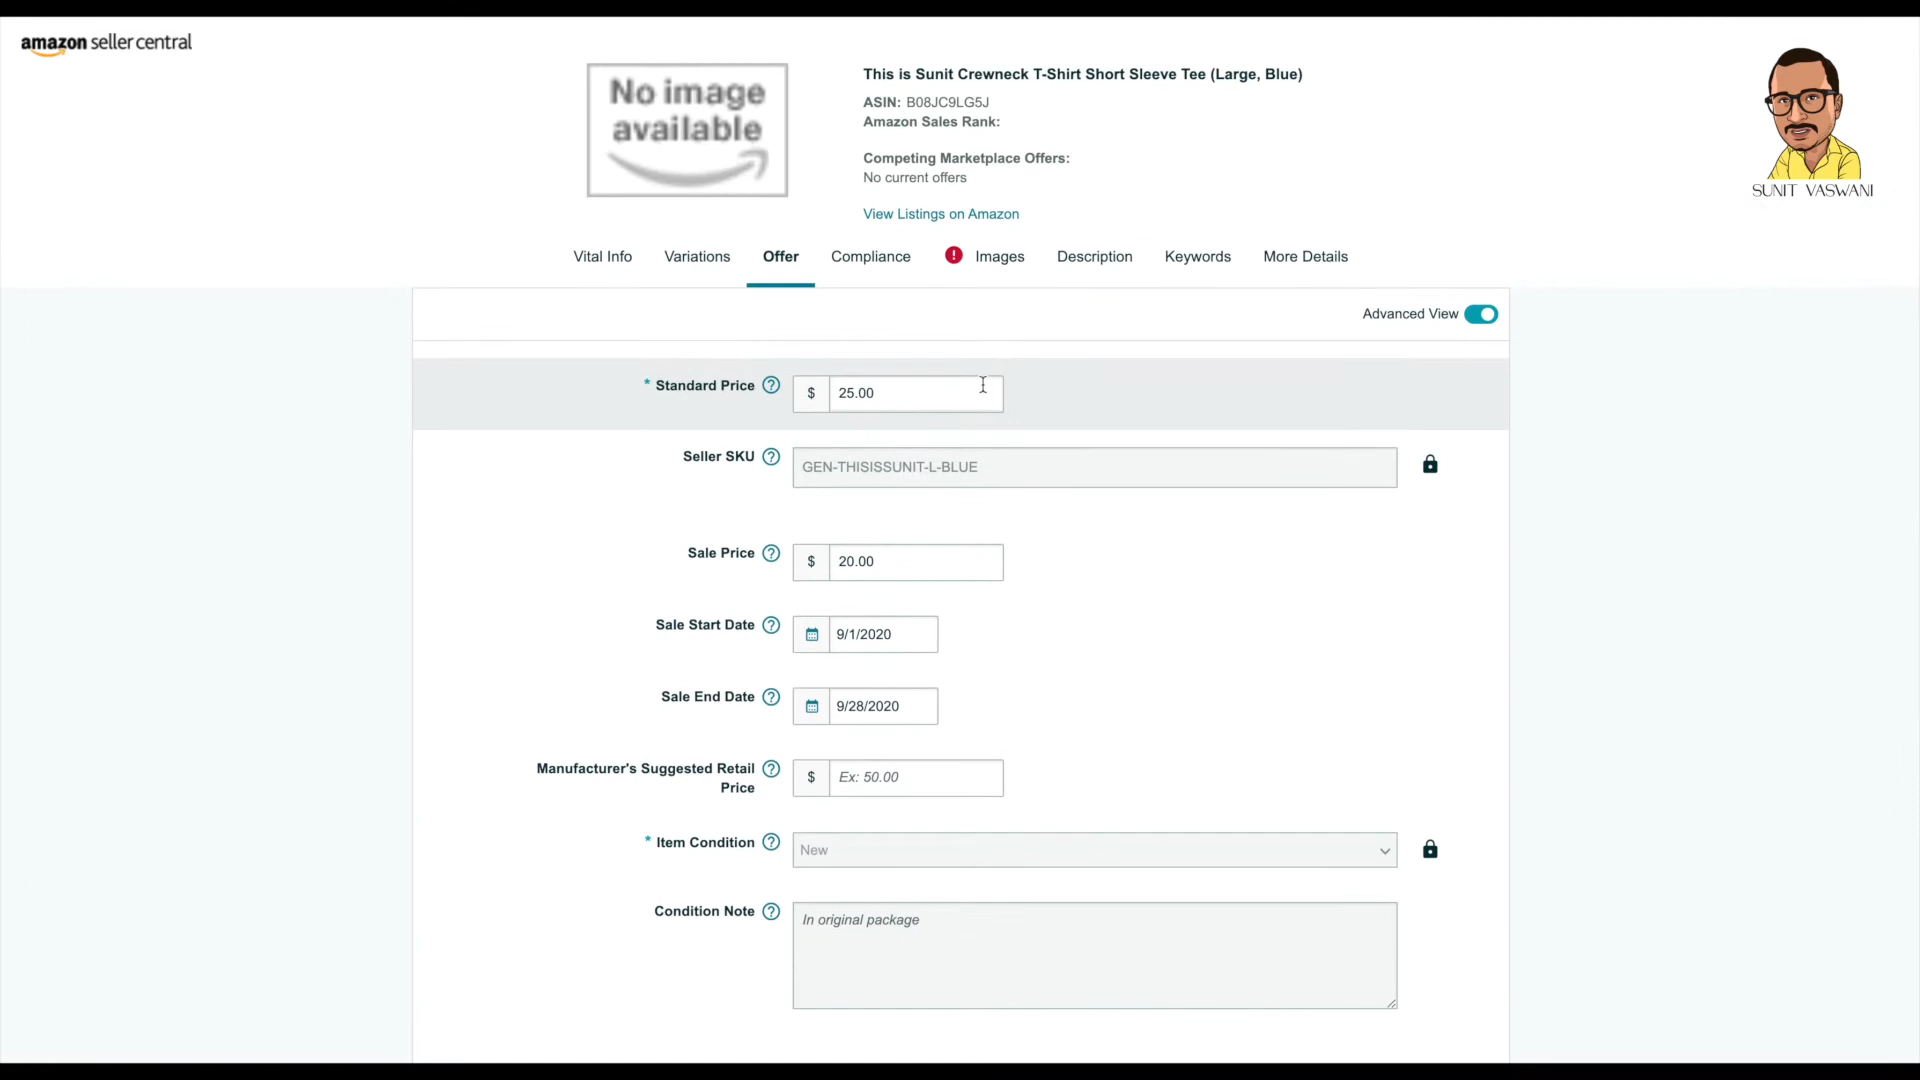 amazon seller central
No image
available
This is Sunit Crewneck T-Shirt Short Sleeve Tee (Large, Blue)
ASIN: B08JC9LG5J
Amazon Sales Rank:
Competing Marketplace Offers:
No current offers
View Listings on Amazon
SUNIT VASWANI
Vital Info Variations Offer Compliance ! Images Description Keywords More Details
Advanced View
* Standard Price ? $ 25.00
Seller SKU ? GEN-THISISSUNIT-L-BLUE
Sale Price ? $ 20.00
Sale Start Date ? 9/1/2020
Sale End Date ? 9/28/2020
Manufacturer's Suggested Retail ? $ Ex: 50.00
Price
* Item Condition ? New
Condition Note ? In original package